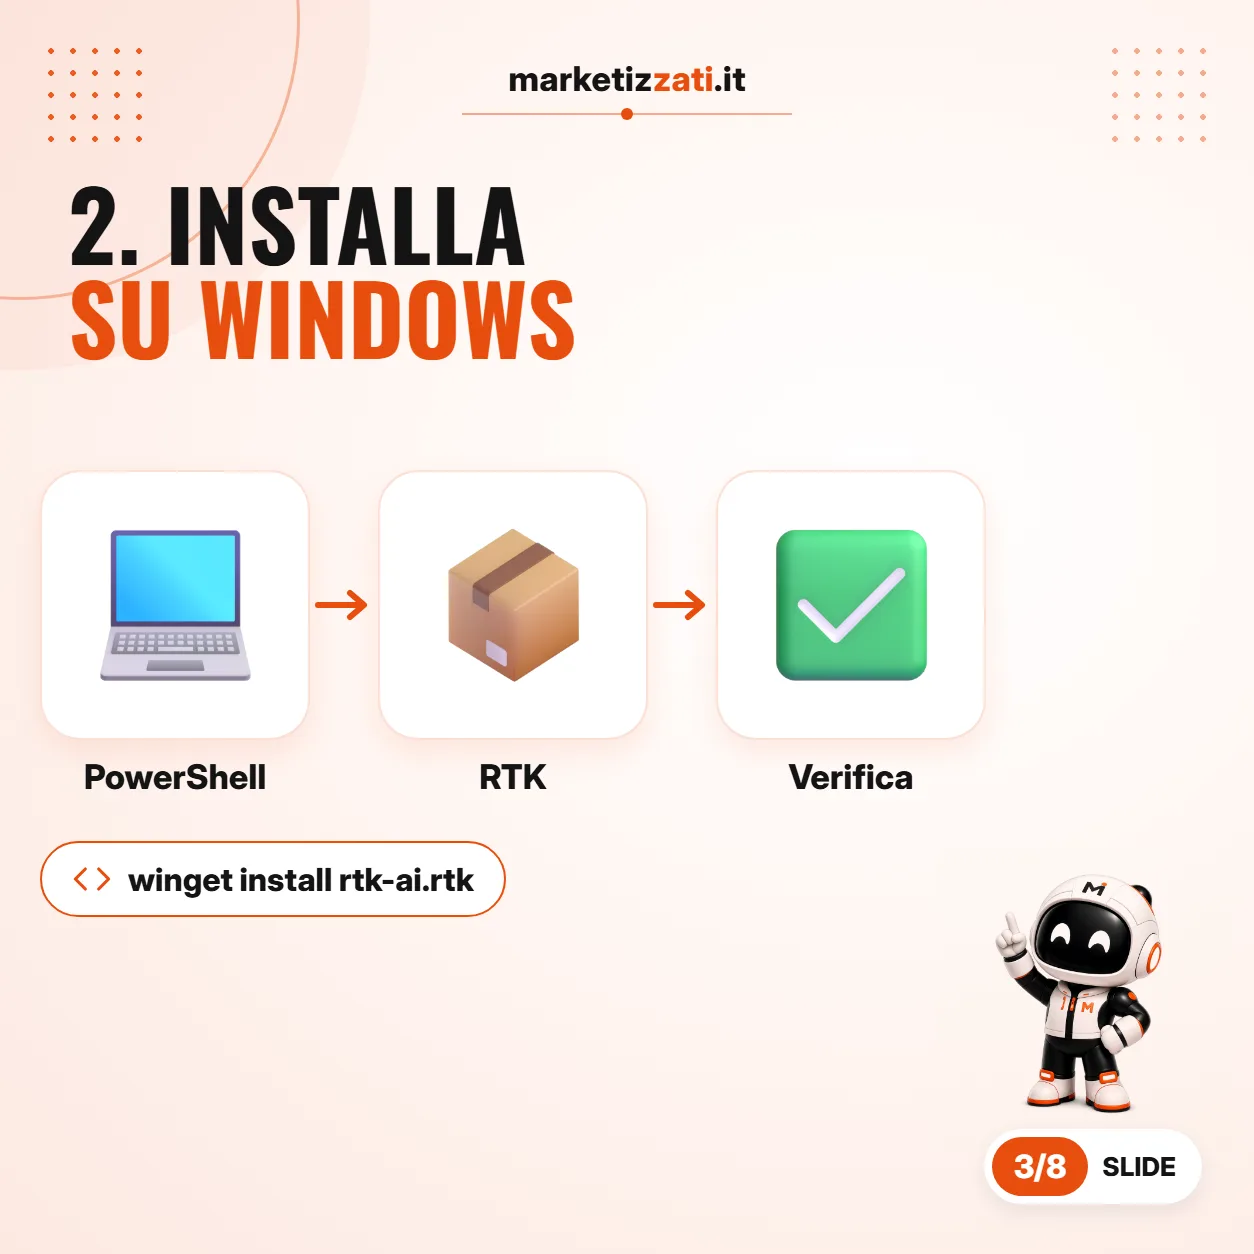 marketizzati.it
2. INSTALLA
SU WINDOWS
PowerShell
RTK
Verifica
<> winget install rtk-ai.rtk
M
M
3/8 SLIDE